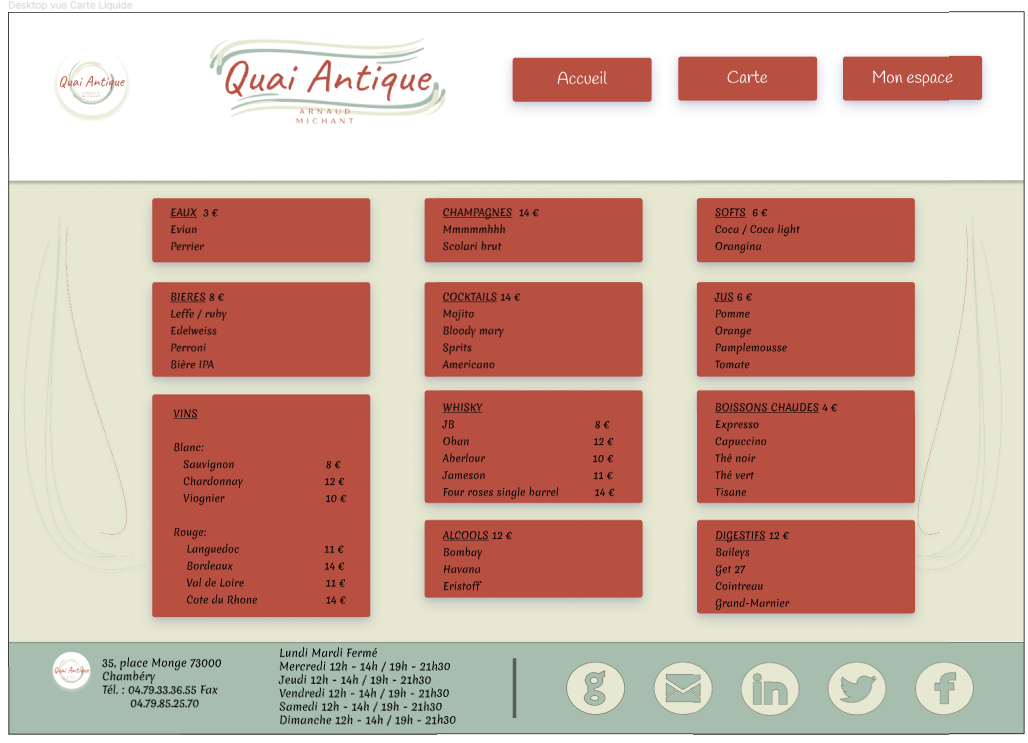 Desktop vue Carte Liquide
Quai Antique
Quai Antique
ARNAUD
MICHANT
Accueil
Carte
Mon espace
EAUX 3 €
Evian
Perrier
CHAMPAGNES 14 €
Mmmmmhhh
Scolari brut
SOFTS 6 €
Coca / Coca light
Orangina
BIERES 8 €
Leffe / ruby
Edelweiss
Perroni
Bière IPA
COCKTAILS 14 €
Mojito
Bloody mary
Sprits
Americano
JUS 6 €
Pomme
Orange
Pamplemousse
Tomate
VINS
Blanc:
Sauvignon 8 €
Chardonnay 12 €
Viognier 10 €
Rouge:
Languedoc 11 €
Bordeaux 14 €
Val de Loire 11 €
Cote du Rhone 14 €
WHISKY
JB 8 €
Oban 12 €
Aberlour 10 €
Jameson 11 €
Four roses single barrel 14 €
ALCOOLS 12 €
Bombay
Havana
Eristoff
BOISSONS CHAUDES 4 €
Expresso
Capuccino
Thé noir
Thé vert
Tisane
DIGESTIFS 12 €
Baileys
Get 27
Cointreau
Grand-Marnier
Quai Antique
35, place Monge 73000
Chambéry
Tél. : 04.79.33.36.55 Fax
04.79.85.25.70
Lundi Mardi Fermé
Mercredi 12h - 14h / 19h - 21h30
Jeudi 12h - 14h / 19h - 21h30
Vendredi 12h - 14h / 19h - 21h30
Samedi 12h - 14h / 19h - 21h30
Dimanche 12h - 14h / 19h - 21h30
g
in
f